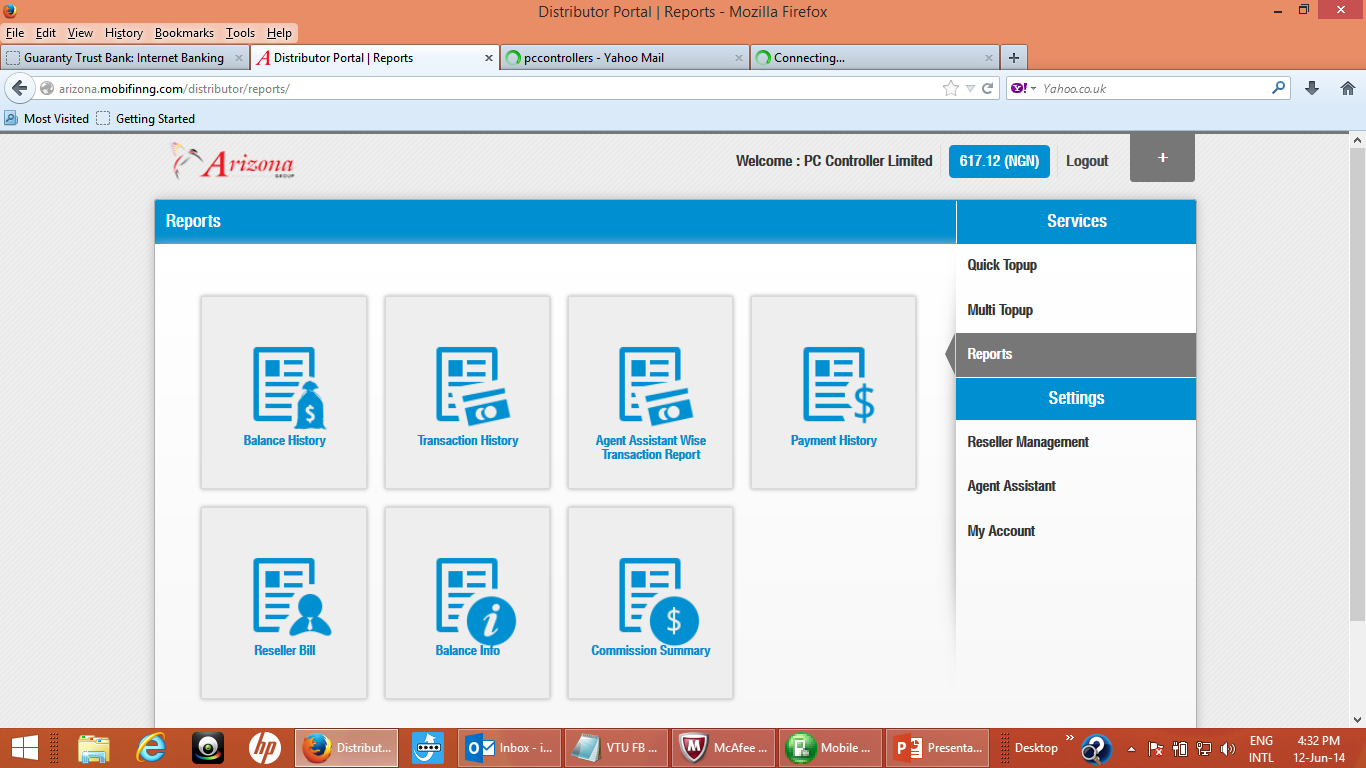 Distributor Portal | Reports - Mozilla Firefox
File Edit View History Bookmarks Tools Help
Guaranty Trust Bank: Internet Banking
Distributor Portal | Reports
pccontrollers - Yahoo Mail
Connecting...
arizona.mobifinng.com/distributor/reports/
Yahoo.co.uk
Most Visited Getting Started
Arizona
GROUP
Welcome : PC Controller Limited
617.12 (NGN)
Logout
+
Reports
Services
Quick Topup
Multi Topup
Reports
Settings
Reseller Management
Agent Assistant
My Account
Balance History
Transaction History
Agent Assistant Wise
Transaction Report
Payment History
Reseller Bill
Balance Info
Commission Summary
Distribut...
Inbox - i...
VTU FB ...
McAfee ...
Mobile ...
Presenta...
Desktop
ENG
INTL
4:32 PM
12-Jun-14